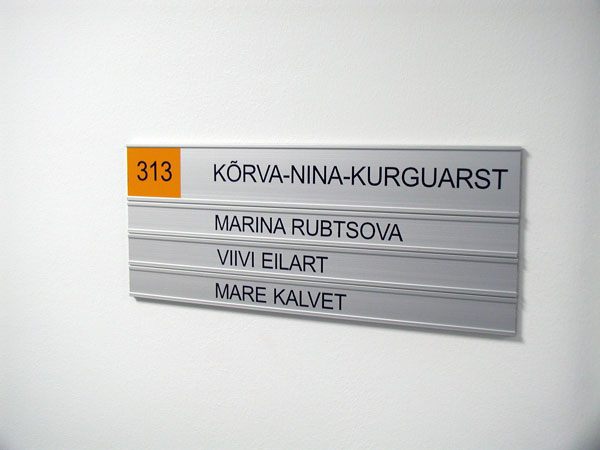 313 KÕRVA-NINA-KURGUARST
MARINA RUBTSOVA
VIIVI EILART
MARE KALVET